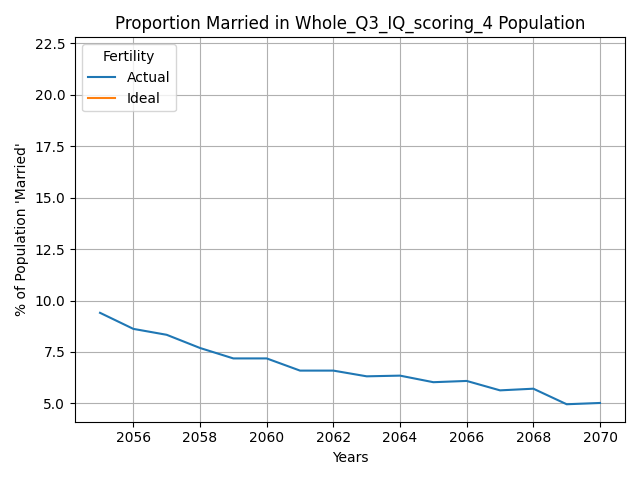 Proportion Married in Whole_Q3_IQ_scoring_4 Population
% of Population 'Married'
22.5
20.0
17.5
15.0
12.5
10.0
7.5
5.0
Fertility
Actual
Ideal
2056 2058 2060 2062 2064 2066 2068 2070
Years